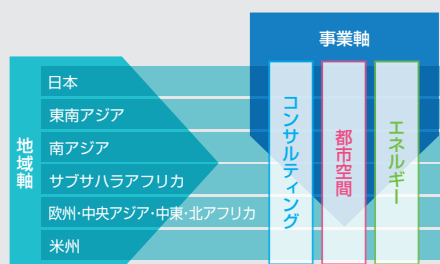 事業軸
地域軸
日本
東南アジア
南アジア
サブサハラアフリカ
欧州・中央アジア・中東・北アフリカ
米州
コンサルティング
都市空間
エネルギー